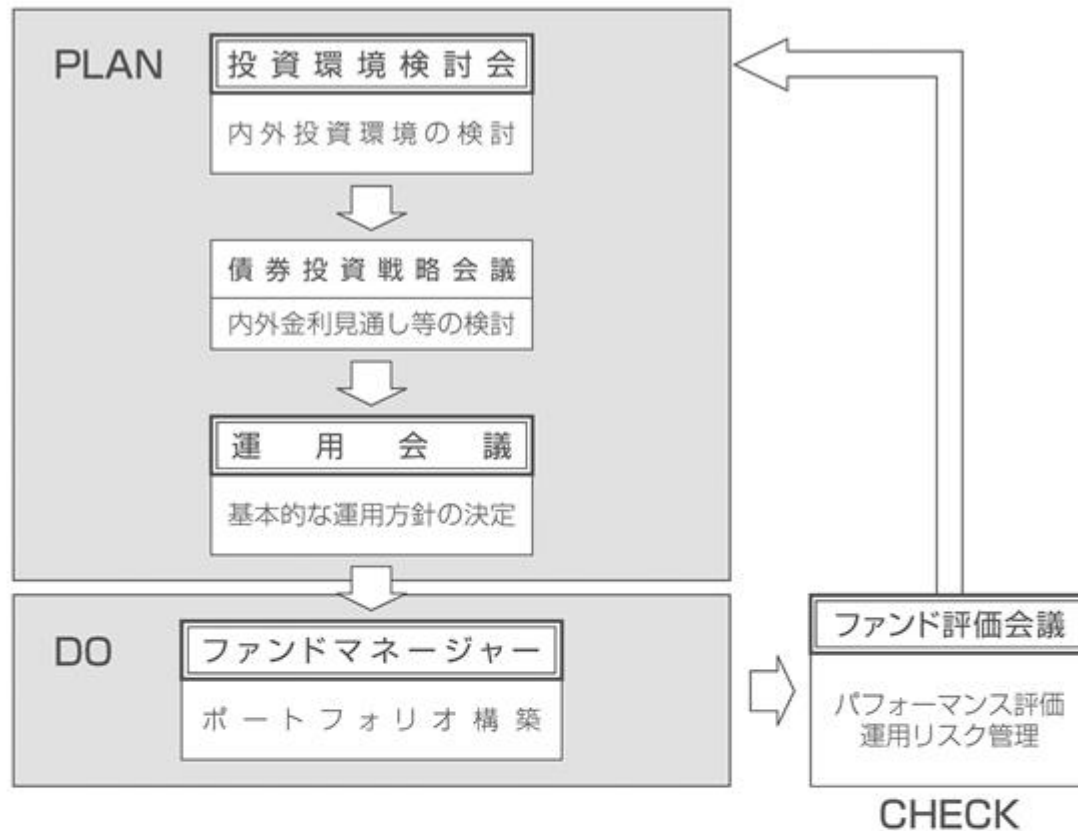 PLAN
投資環境検討会
内外投資環境の検討
債券投資戦略会議
内外金利見通し等の検討
運用会議
基本的な運用方針の決定
DO
ファンドマネージャー
ポートフォリオ構築
ファンド評価会議
パフォーマンス評価
運用リスク管理
CHECK